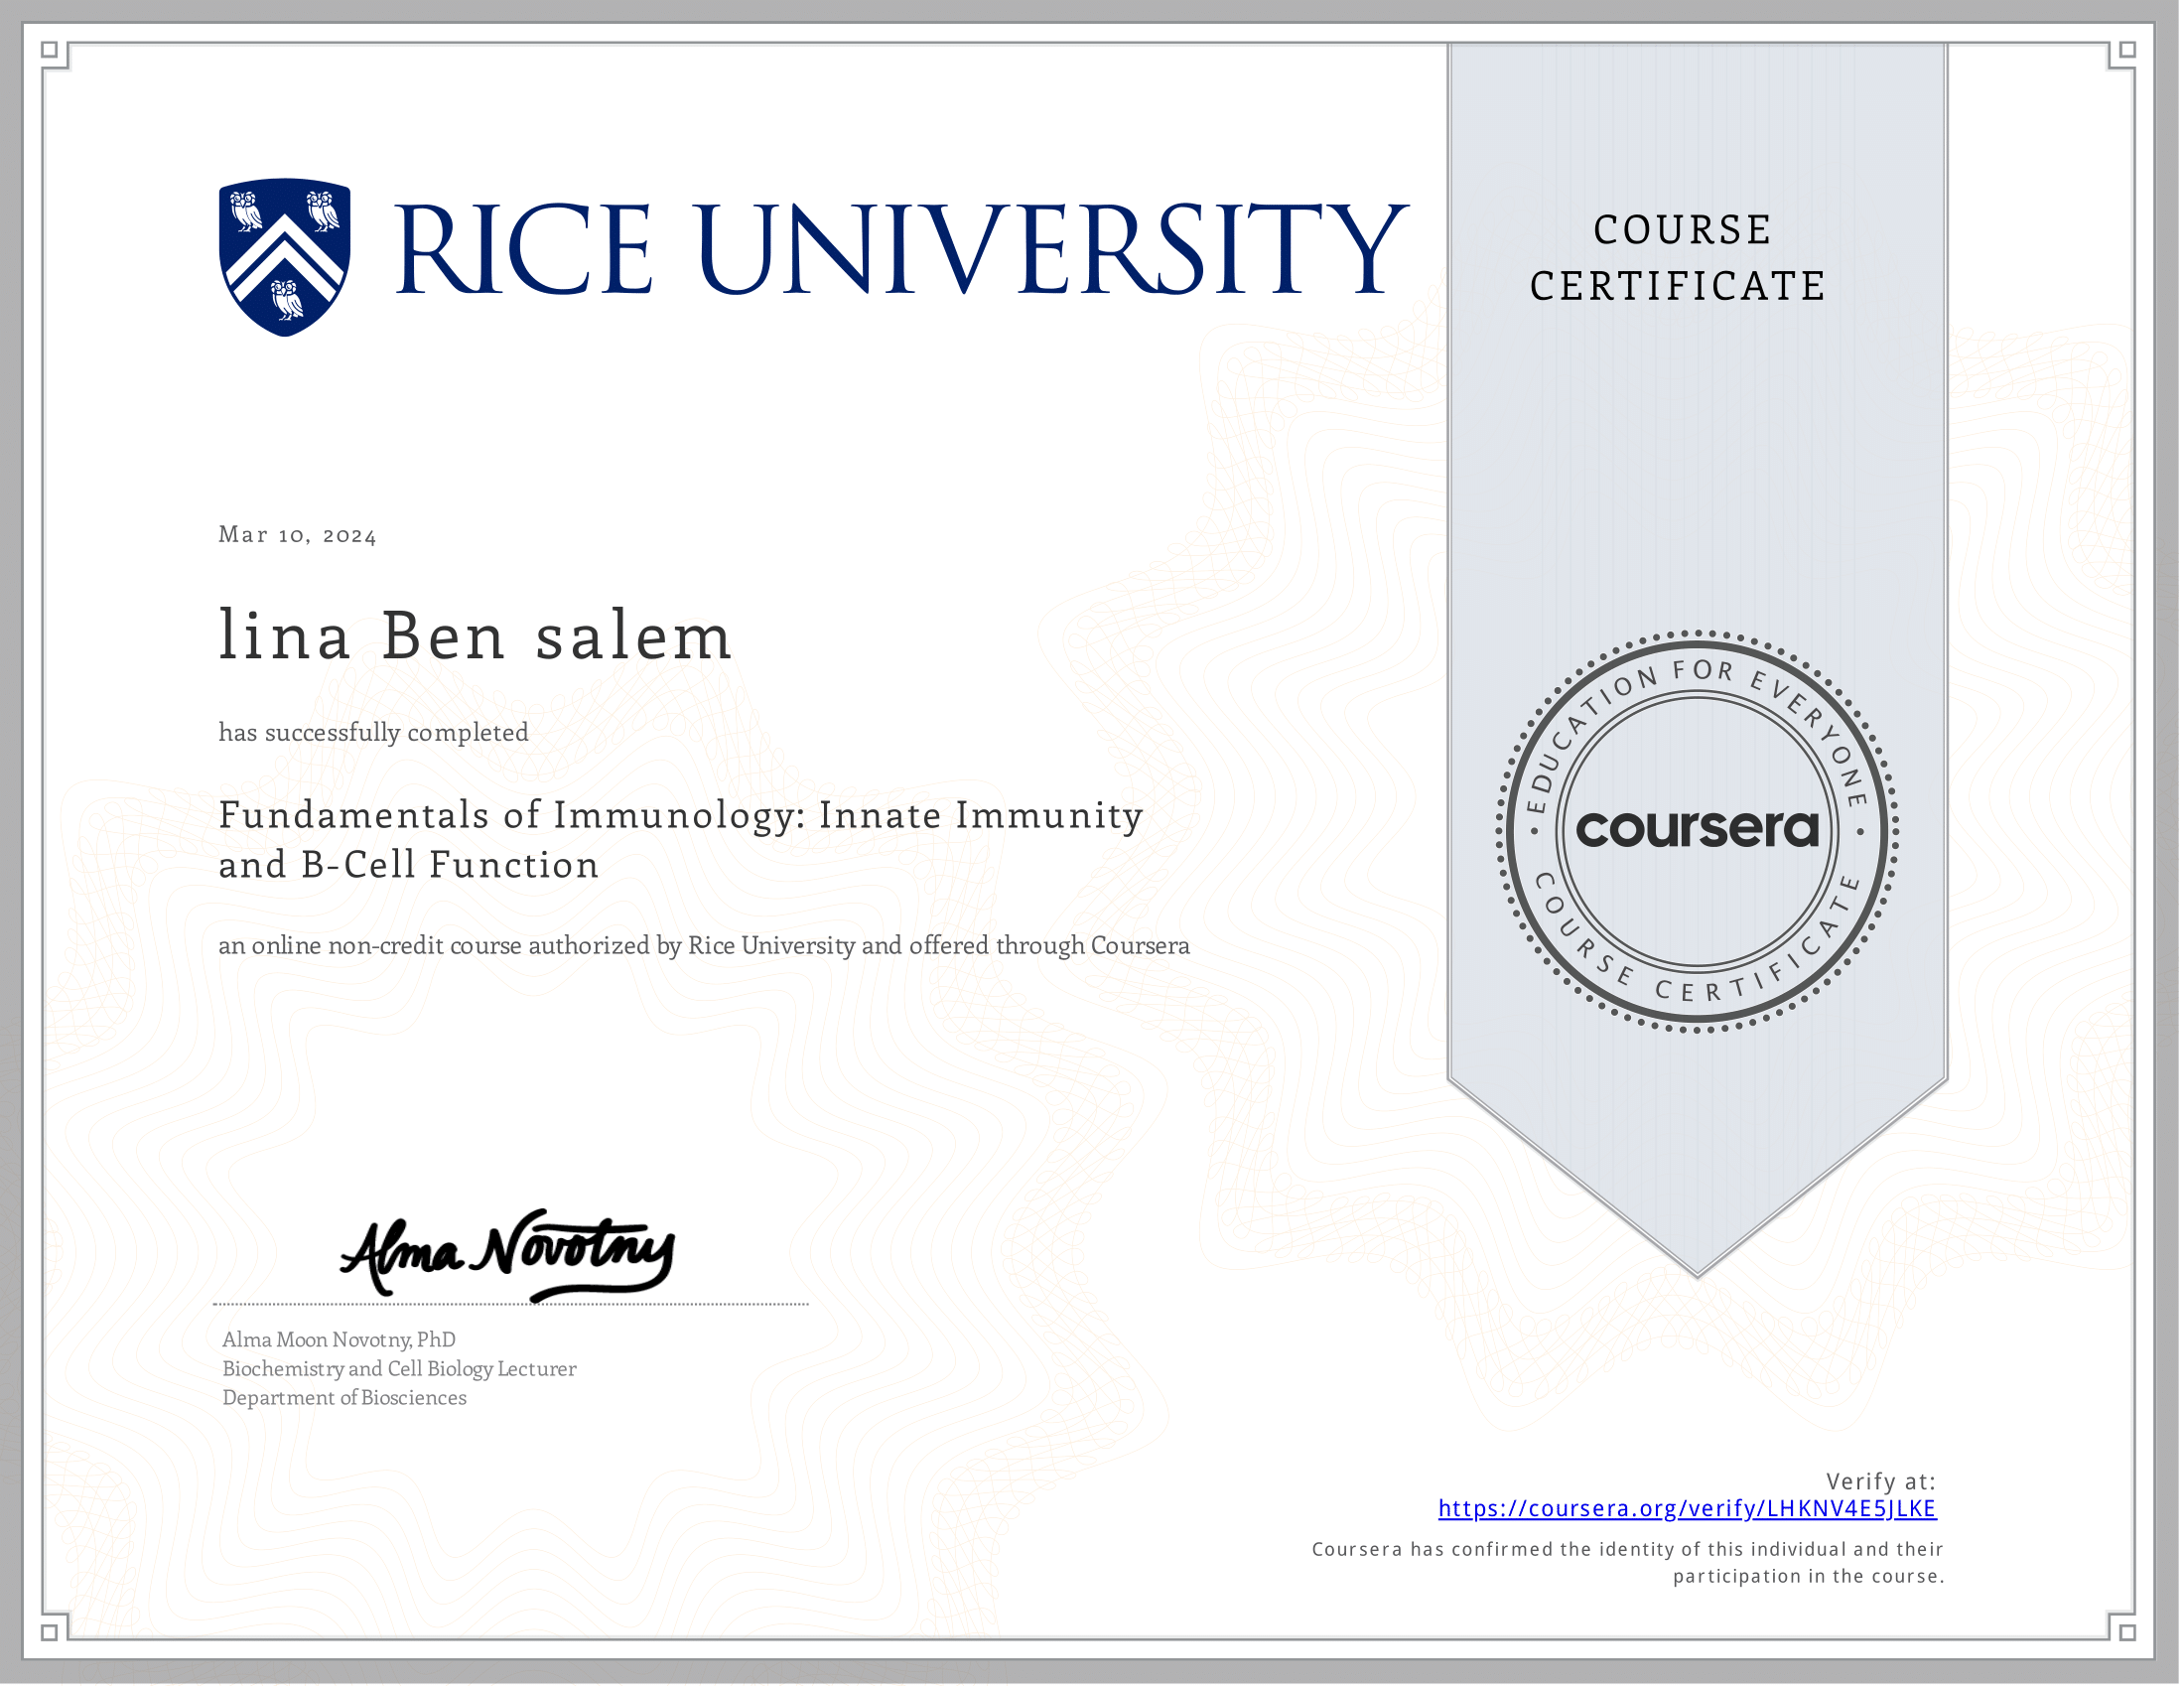 RICE UNIVERSITY
COURSE
CERTIFICATE
Mar 10, 2024
lina Ben salem
has successfully completed
Fundamentals of Immunology: Innate Immunity
and B-Cell Function
an online non-credit course authorized by Rice University and offered through Coursera
EDUCATION FOR EVERYONE
coursera
COURSE CERTIFICATE
Alma Novotny
Alma Moon Novotny, PhD
Biochemistry and Cell Biology Lecturer
Department of Biosciences
Verify at:
https://coursera.org/verify/LHKNV4E5JLKE
Coursera has confirmed the identity of this individual and their
participation in the course.